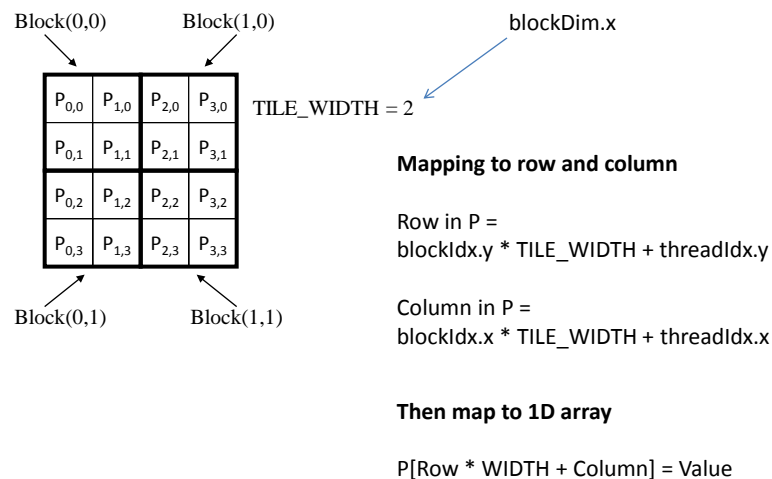 Block(0,0) Block(1,0) blockDim.x
P0,0 P1,0 P2,0 P3,0
TILE_WIDTH = 2
P0,1 P1,1 P2,1 P3,1
P0,2 P1,2 P2,2 P3,2
P0,3 P1,3 P2,3 P3,3
Block(0,1) Block(1,1)
Mapping to row and column
Row in P =
blockIdx.y * TILE_WIDTH + threadIdx.y
Column in P =
blockIdx.x * TILE_WIDTH + threadIdx.x
Then map to 1D array
P[Row * WIDTH + Column] = Value